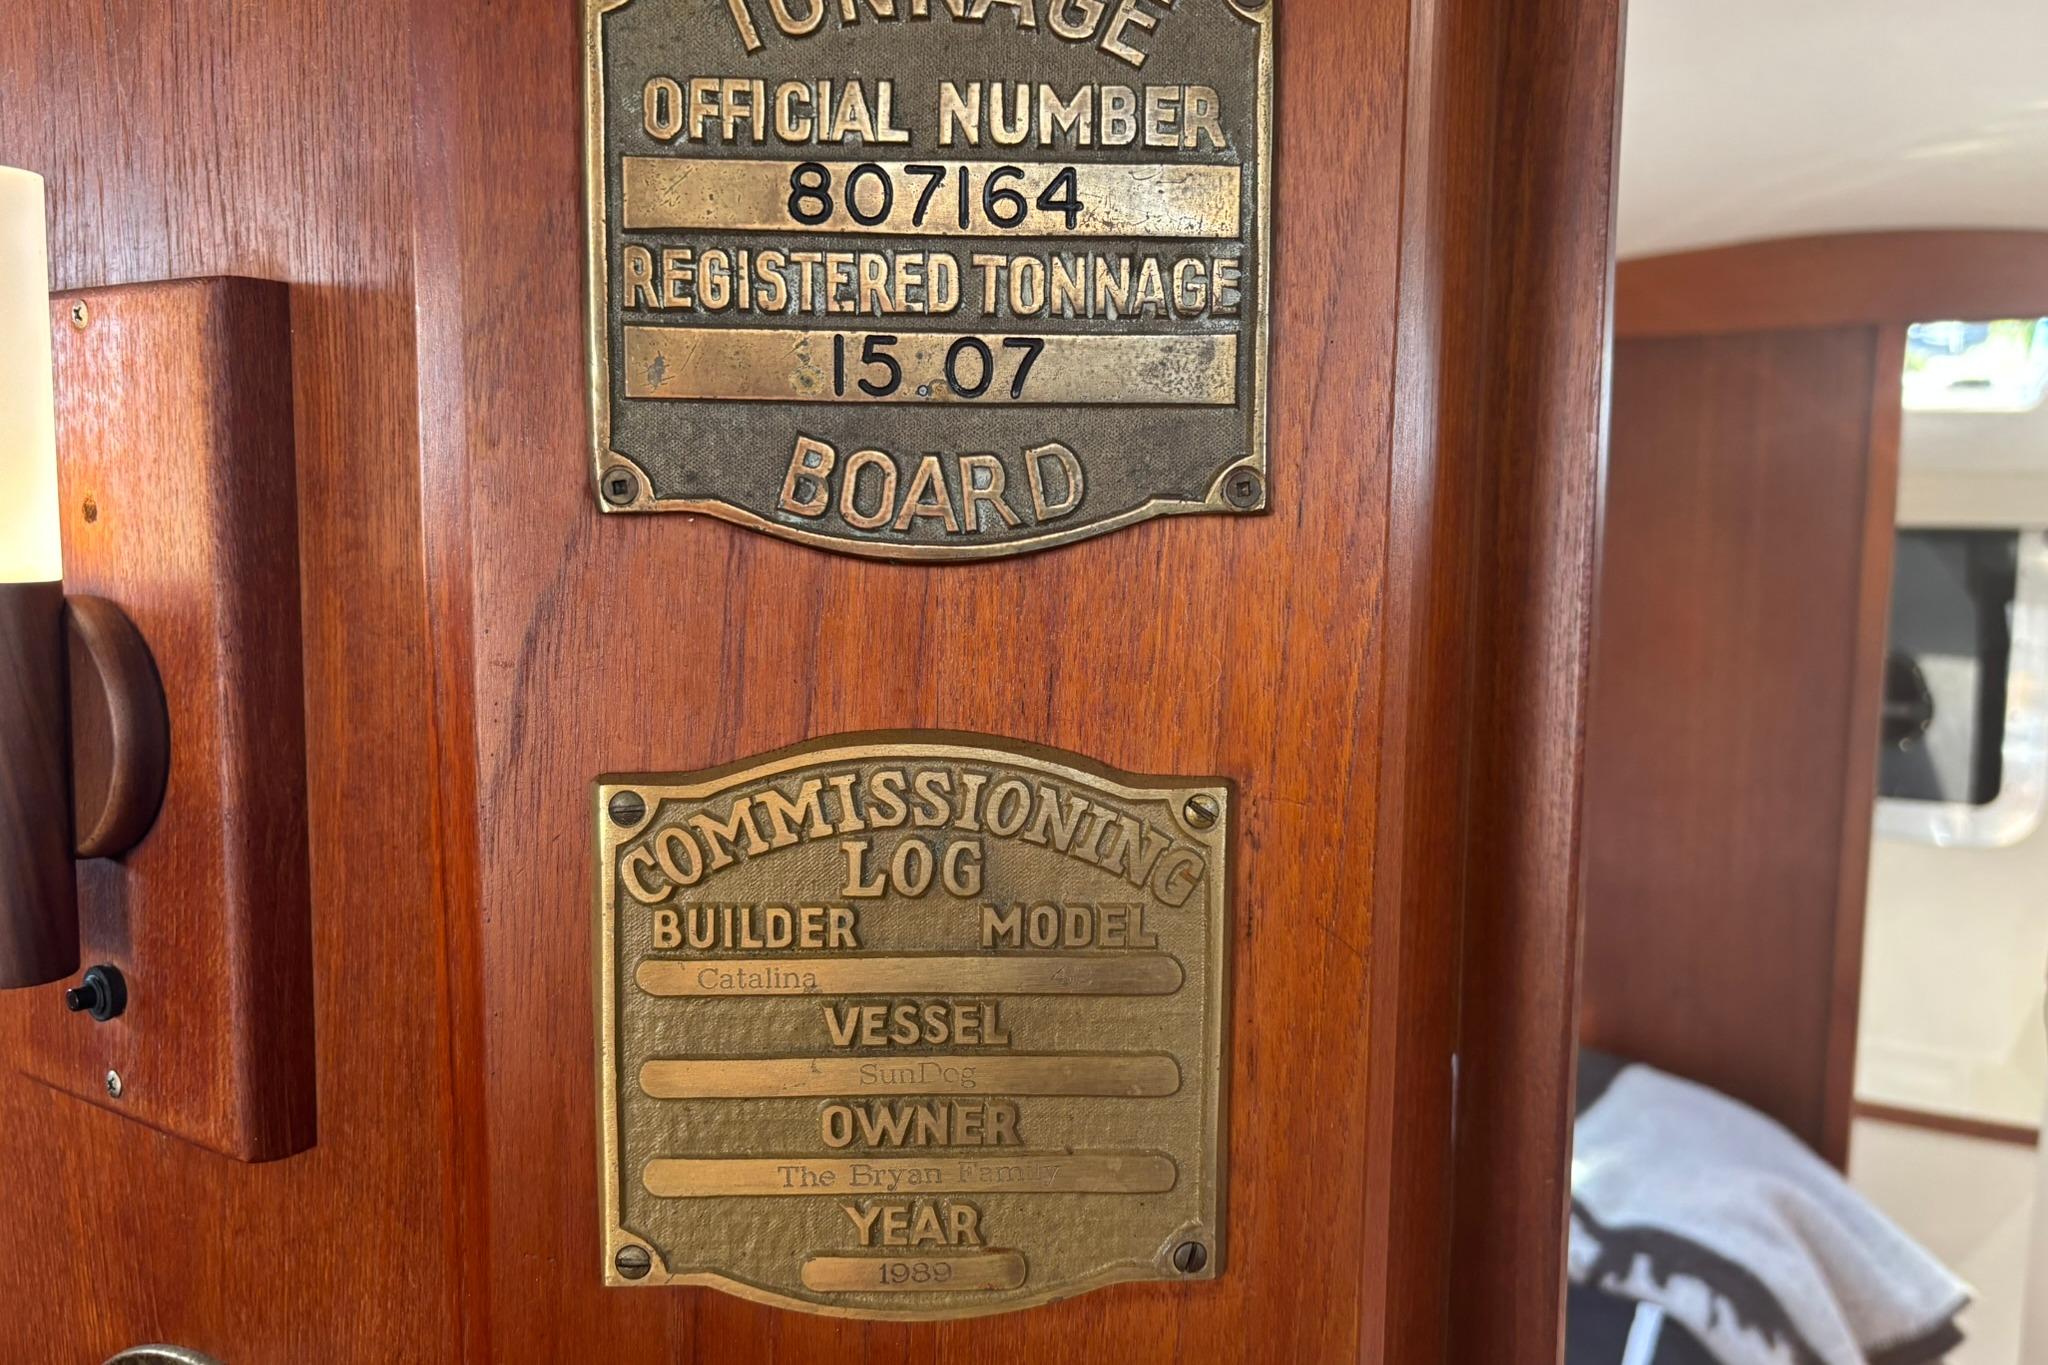 TONNAGE
OFFICIAL NUMBER
807164
REGISTERED TONNAGE
15.07
BOARD
COMMISSIONING
LOG
BUILDER MODEL
Catalina
VESSEL
SunDog
OWNER
The Bryan Family
YEAR
1989